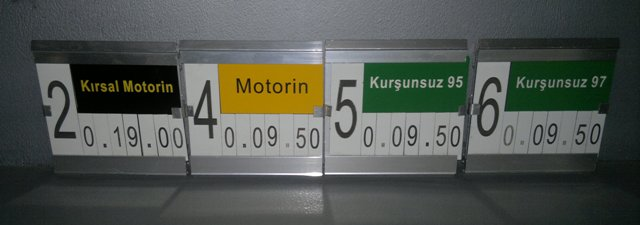 2 Kırsal Motorin
0.19.00
4 Motorin
0.09.50
5 Kurşunsuz 95
0.09.50
6 Kurşunsuz 97
0.09.50